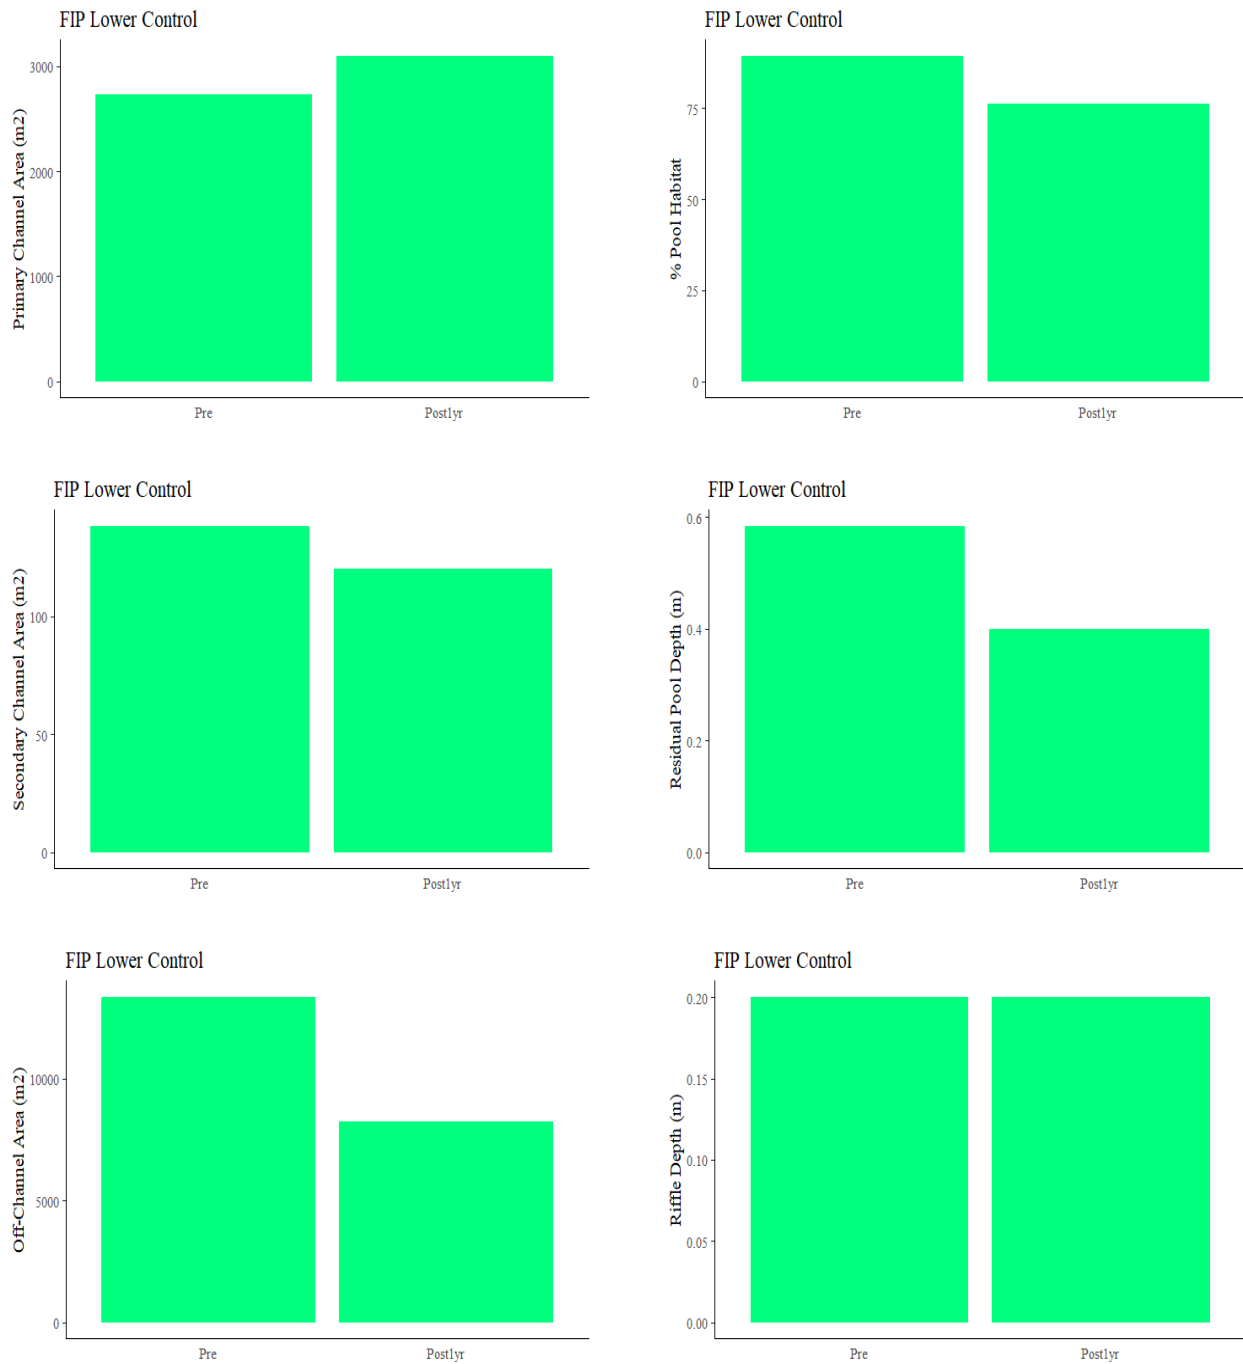 FIP Lower Control
Primary Channel Area (m2)
3000
2000
1000
0
Pre
Post1yr
FIP Lower Control
% Pool Habitat
75
50
25
0
Pre
Post1yr
FIP Lower Control
Secondary Channel Area (m2)
100
50
0
Pre
Post1yr
FIP Lower Control
Residual Pool Depth (m)
0.6
0.4
0.2
0.0
Pre
Post1yr
FIP Lower Control
Off-Channel Area (m2)
10000
5000
0
Pre
Post1yr
FIP Lower Control
Riffle Depth (m)
0.20
0.15
0.10
0.05
0.00
Pre
Post1yr